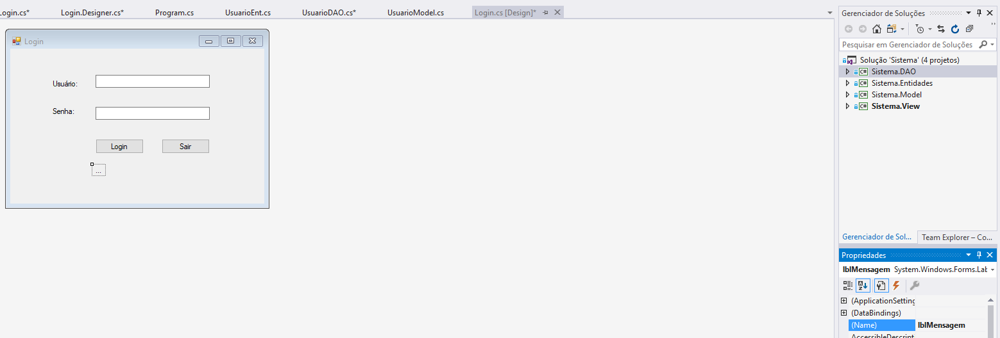 Login.cs* Login.Designer.cs* Program.cs UsuarioEnt.cs UsuarioDAO.cs* UsuarioModel.cs Login.cs [Design]*
Login
Usuário:
Senha:
Login Sair
...
Gerenciador de Soluções
Pesquisar em Gerenciador de Soluções
Solução 'Sistema' (4 projetos)
Sistema.DAO
Sistema.Entidades
Sistema.Model
Sistema.View
Gerenciador de Sol... Team Explorer – Co...
Propriedades
lblMensagem System.Windows.Forms.Lab
(ApplicationSetting
(DataBindings)
(Name) lblMensagem
AccessibleDescript